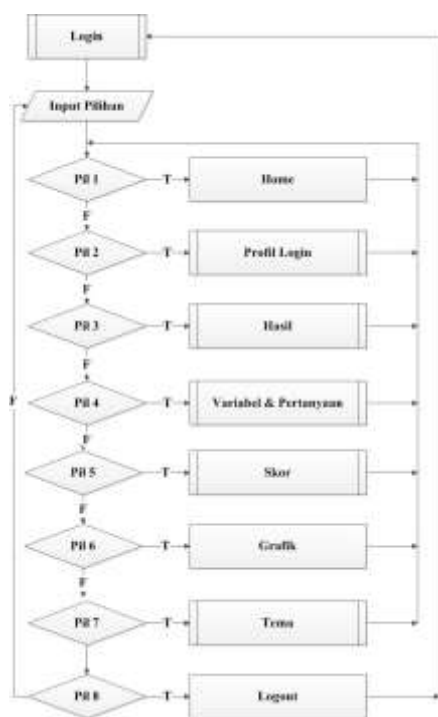 Login
Input Pilihan
Pil 1 T Home
F
Pil 2 T Profil Login
F
Pil 3 T Hasil
F
F Pil 4 T Variabel & Pertanyaan
F
Pil 5 T Skor
F
Pil 6 T Grafik
F
Pil 7 T Tema
Pil 8 T Logout